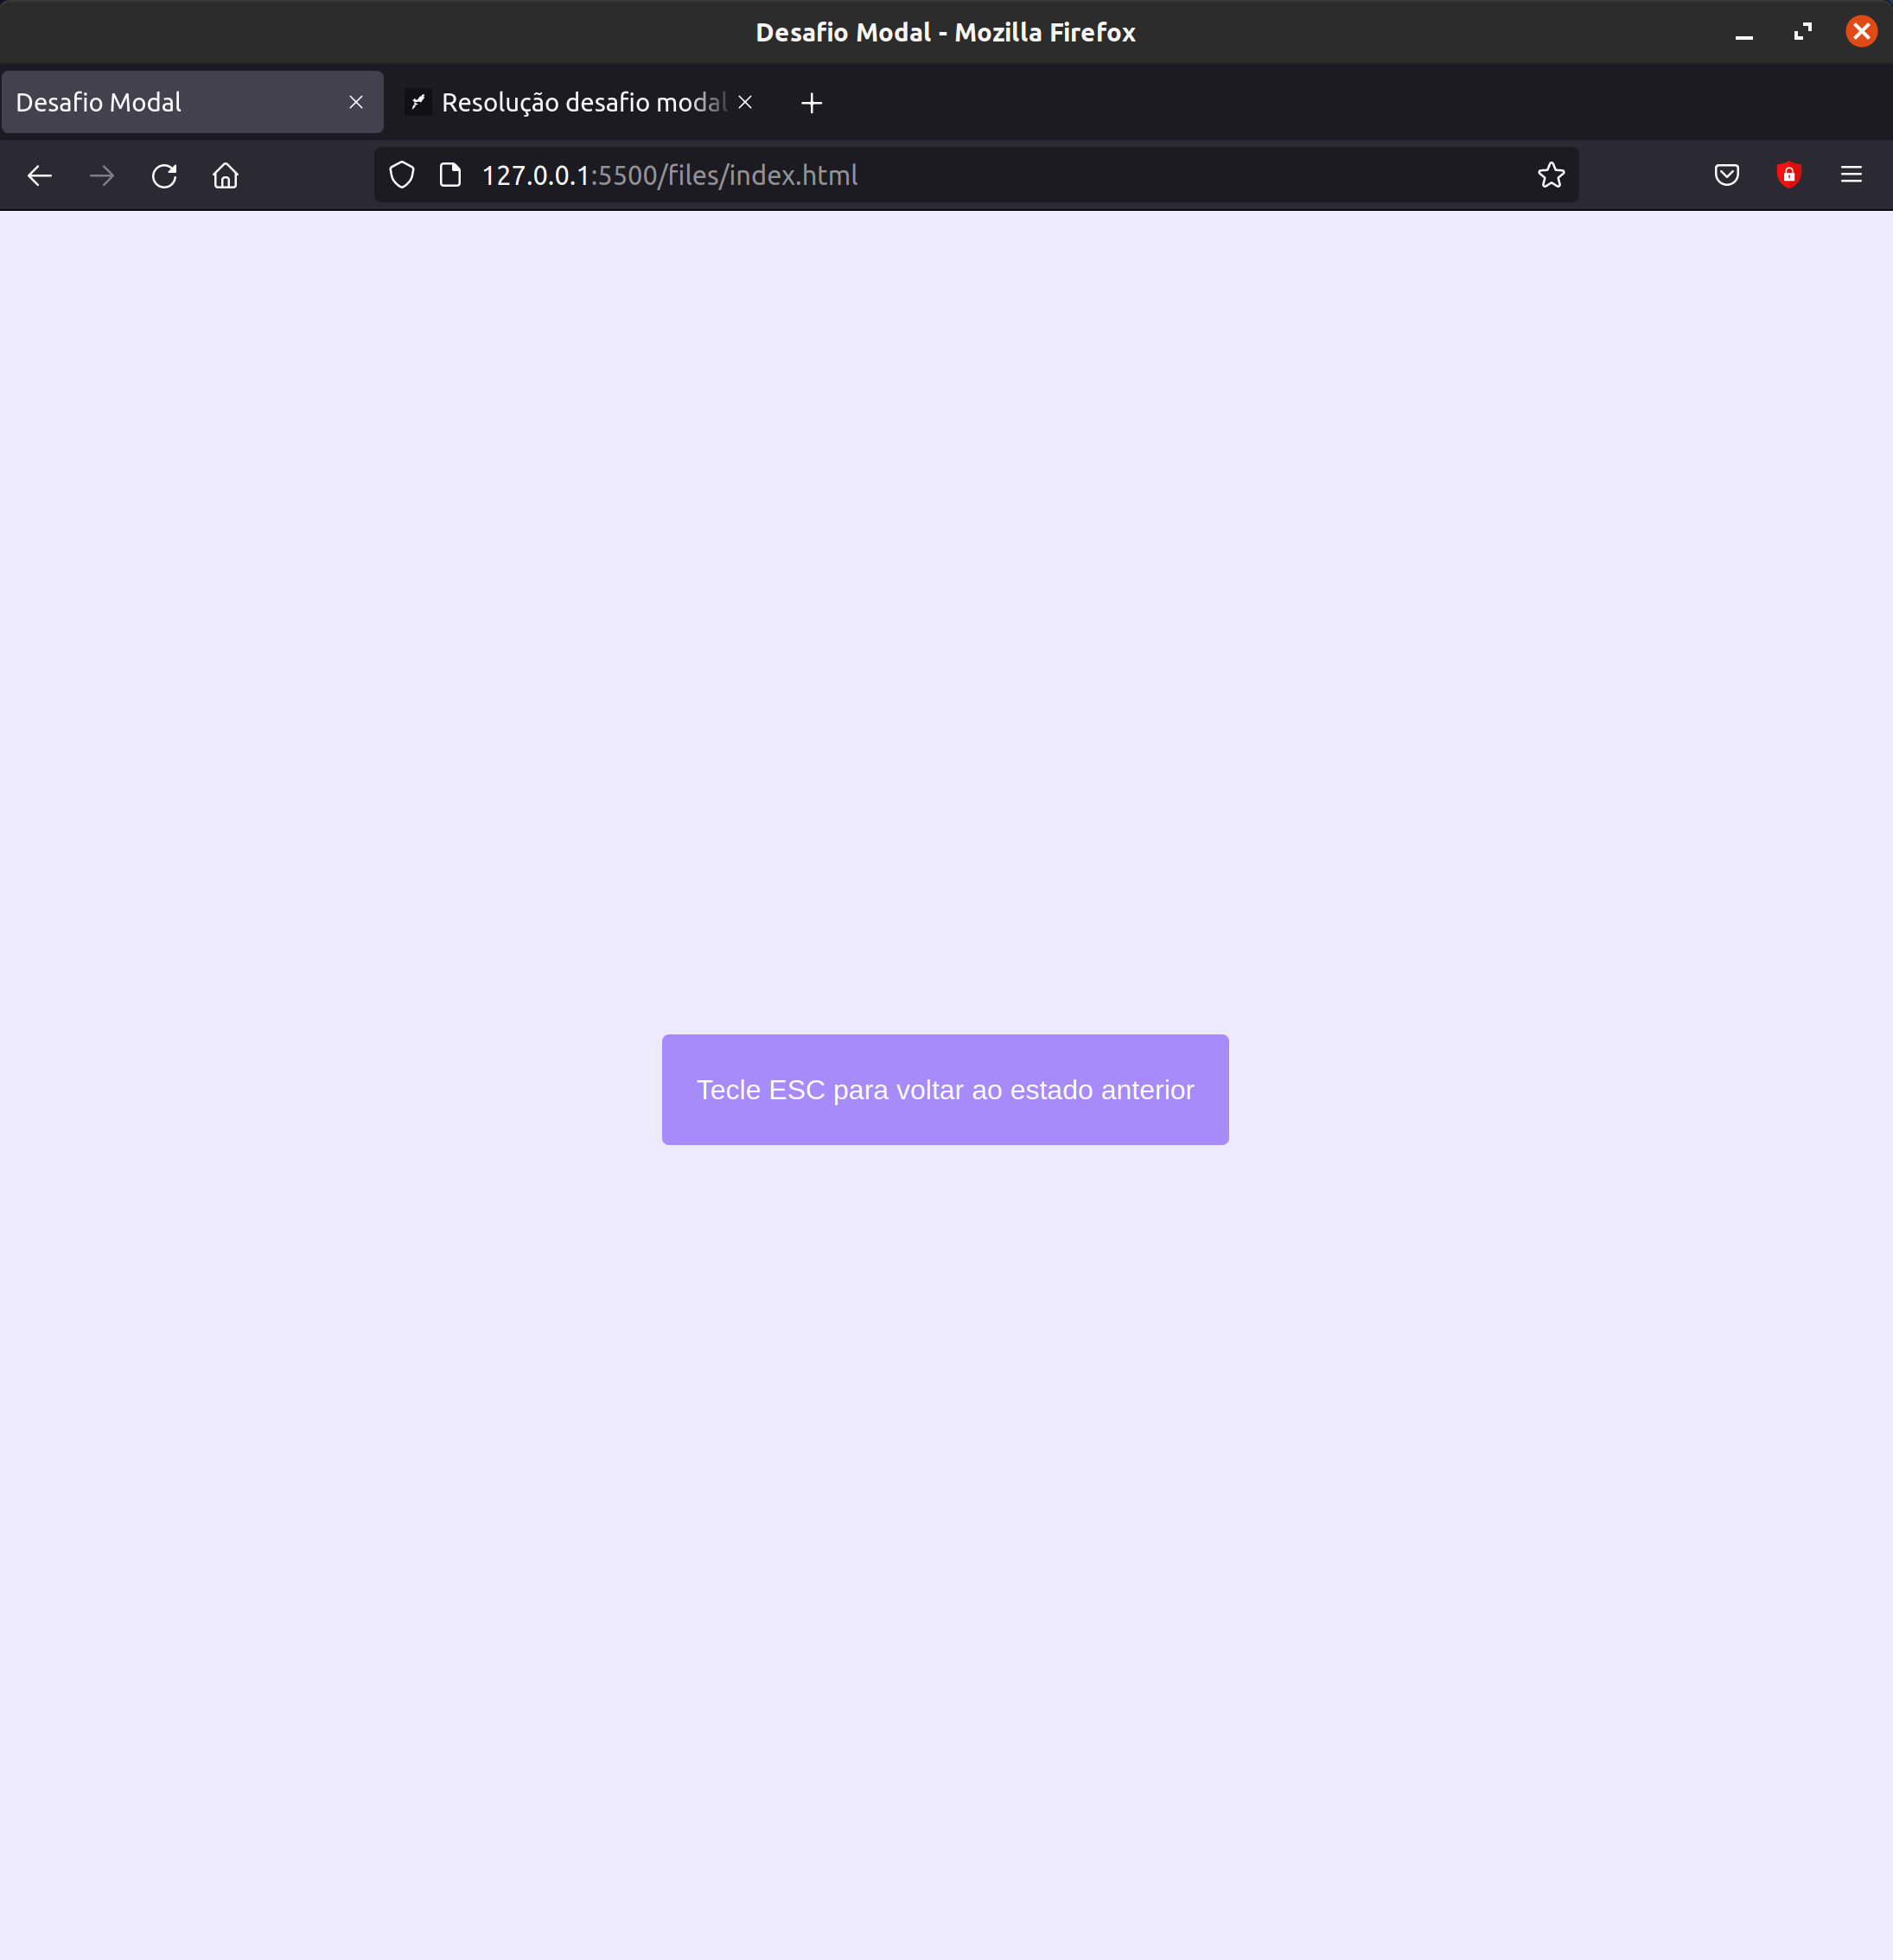 Desafio Modal - Mozilla Firefox
Desafio Modal
Resolução desafio modal
127.0.0.1:5500/files/index.html
Tecle ESC para voltar ao estado anterior